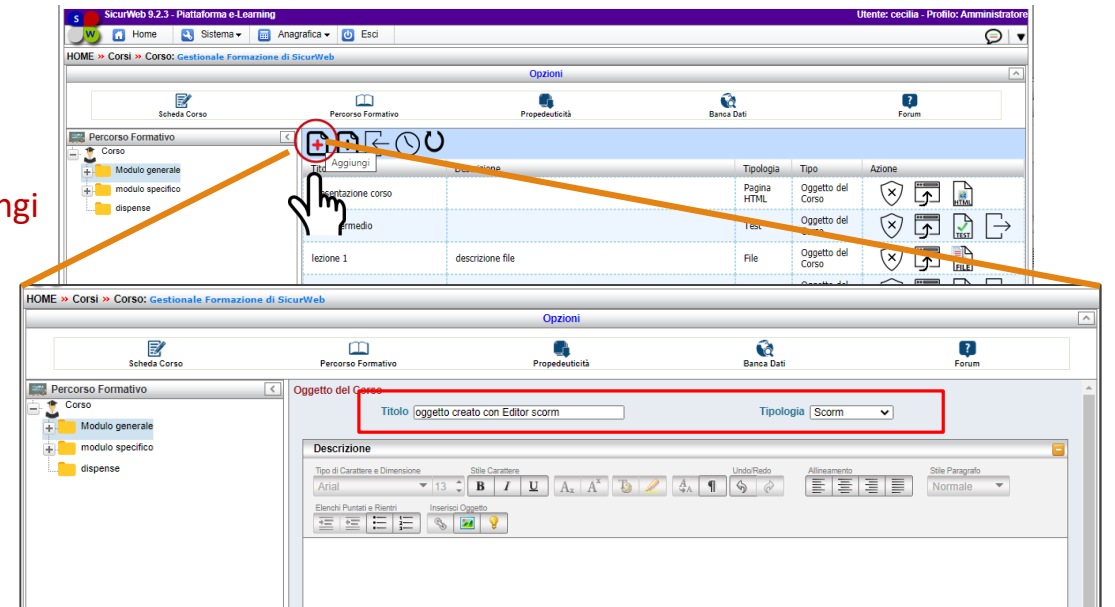 SicurWeb 9.2.3 - Piattaforma e-Learning Utente: cecilia - Profilo: Amministratore
S W Home Sistema Anagrafica Esci
HOME » Corsi » Corso: Gestionale Formazione di SicurWeb
Opzioni
Scheda Corso Percorso Formativo Propedeuticità Banca Dati Forum
Percorso Formativo
Corso
Modulo generale
modulo specifico
dispense
ngi
Aggiungi
Descrizione Tipologia Tipo Azione
corso Pagina HTML Oggetto del Corso HTML
Test Oggetto del TEST
lezione 1 descrizione file File Oggetto del Corso FILE
HOME » Corsi » Corso: Gestionale Formazione di SicurWeb
Opzioni
Scheda Corso Percorso Formativo Propedeuticità Banca Dati Forum
Percorso Formativo
Corso
Modulo generale
modulo specifico
dispense
Oggetto del Corso
Titolo oggetto creato con Editor scorm Tipologia Scorm
Descrizione
Tipo di Carattere e Dimensione Stile Carattere Undo/Redo Allineamento Stile Paragrafo
Arial 13 B I U Normale
Elenchi Puntati e Rientri Inserisci Oggetto